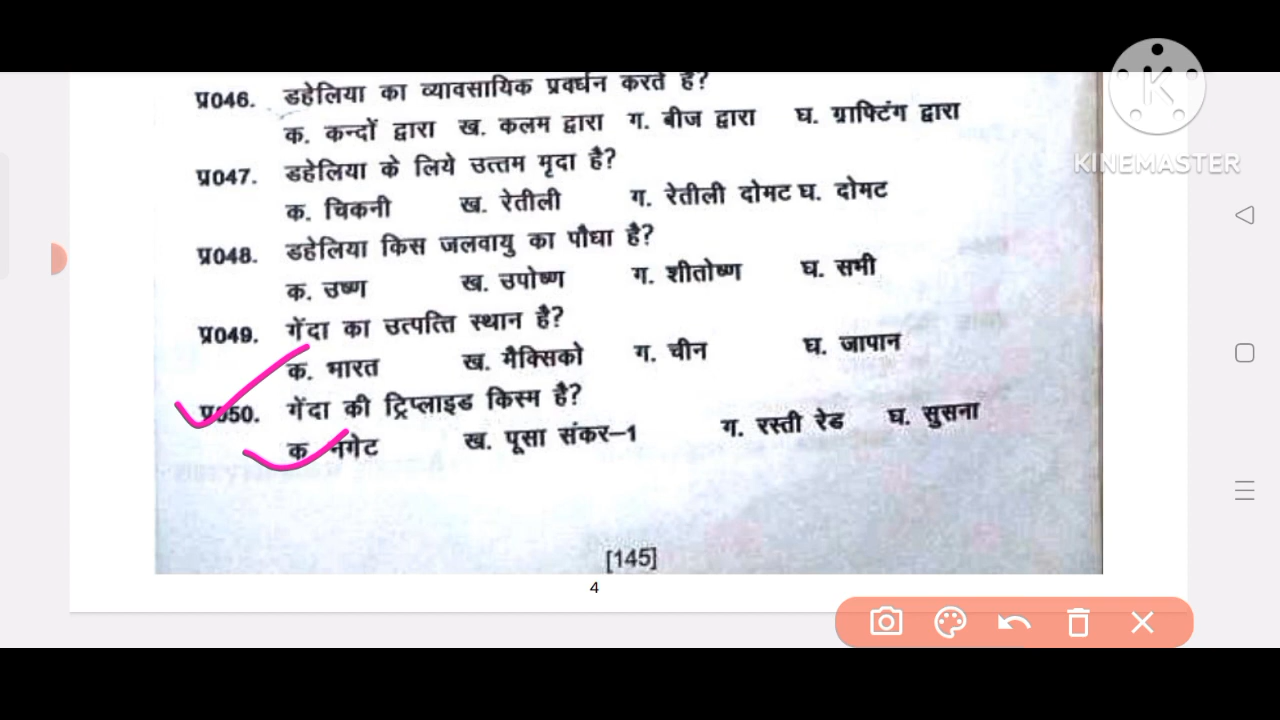 KINEMASTER
प्र046. डहेलिया का व्यावसायिक प्रवर्धन करते हैं?
क. कन्दों द्वारा ख. कलम द्वारा ग. बीज द्वारा घ. ग्राफ्टिंग द्वारा
प्र047. डहेलिया के लिये उत्तम मृदा है?
क. चिकनी ख. रेतीली ग. रेतीली दोमट घ. दोमट
प्र048. डहेलिया किस जलवायु का पौधा है?
क. उष्ण ख. उपोष्ण ग. शीतोष्ण घ. सभी
प्र049. गेंदा का उत्पत्ति स्थान है?
क. भारत ख. मैक्सिको ग. चीन घ. जापान
प्र050. गेंदा की ट्रिप्लाइड किस्म है?
क नगेट ख. पूसा संकर–1 ग. रस्ती रेड घ. सुसना
[145]
4